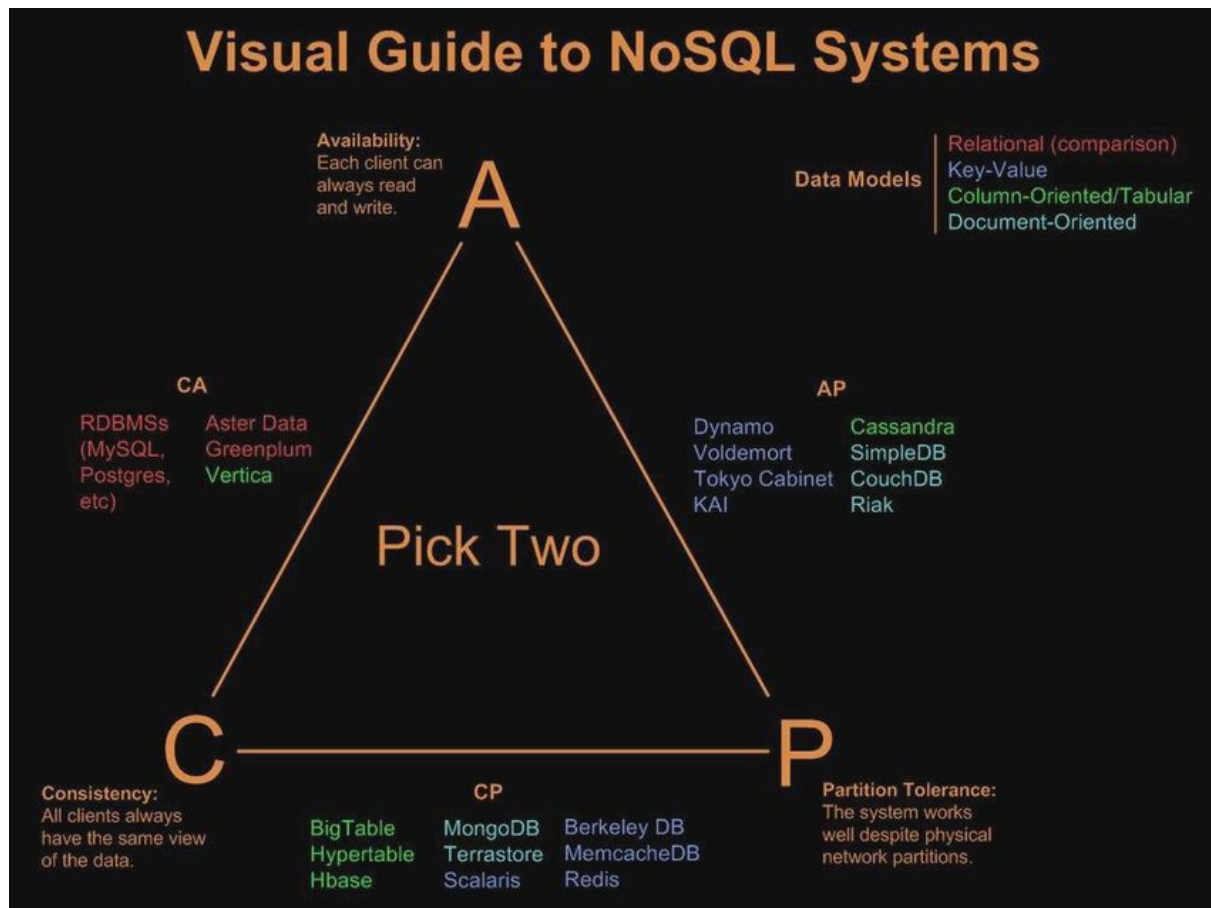 Visual Guide to NoSQL Systems
Availability:
Each client can
always read
and write.
A
Data Models
Relational (comparison)
Key-Value
Column-Oriented/Tabular
Document-Oriented
CA
RDBMSs
(MySQL,
Postgres,
etc)
Aster Data
Greenplum
Vertica
AP
Dynamo
Voldemort
Tokyo Cabinet
KAI
Cassandra
SimpleDB
CouchDB
Riak
Pick Two
C
P
Consistency:
All clients always
have the same view
of the data.
CP
BigTable
Hypertable
Hbase
MongoDB
Terrastore
Scalaris
Berkeley DB
MemcacheDB
Redis
Partition Tolerance:
The system works
well despite physical
network partitions.